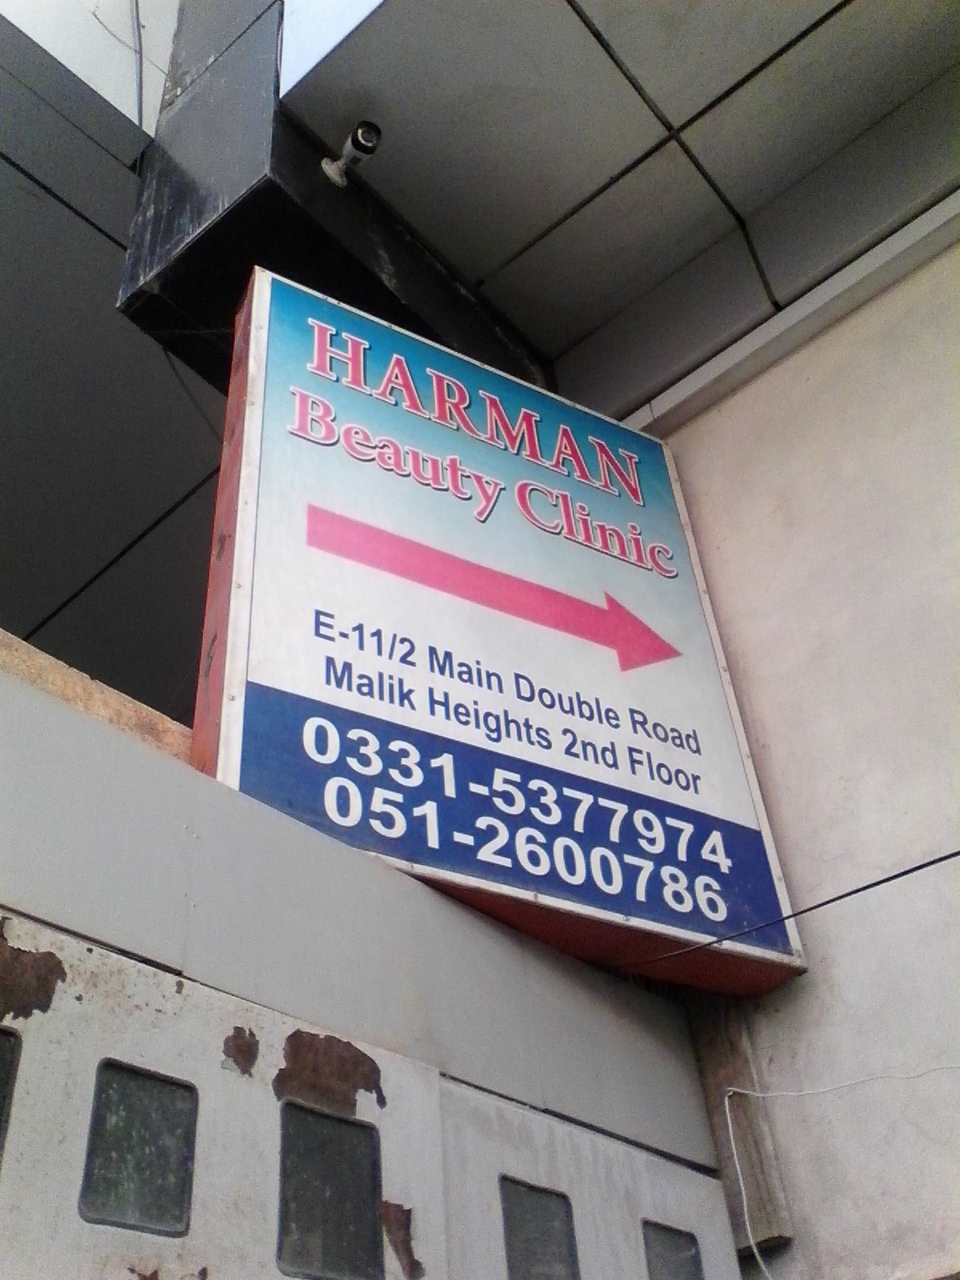 HARMAN
Beauty Clinic
E-11/2 Main Double Road
Malik Heights 2nd Floor
0331-5377974
051-2600786